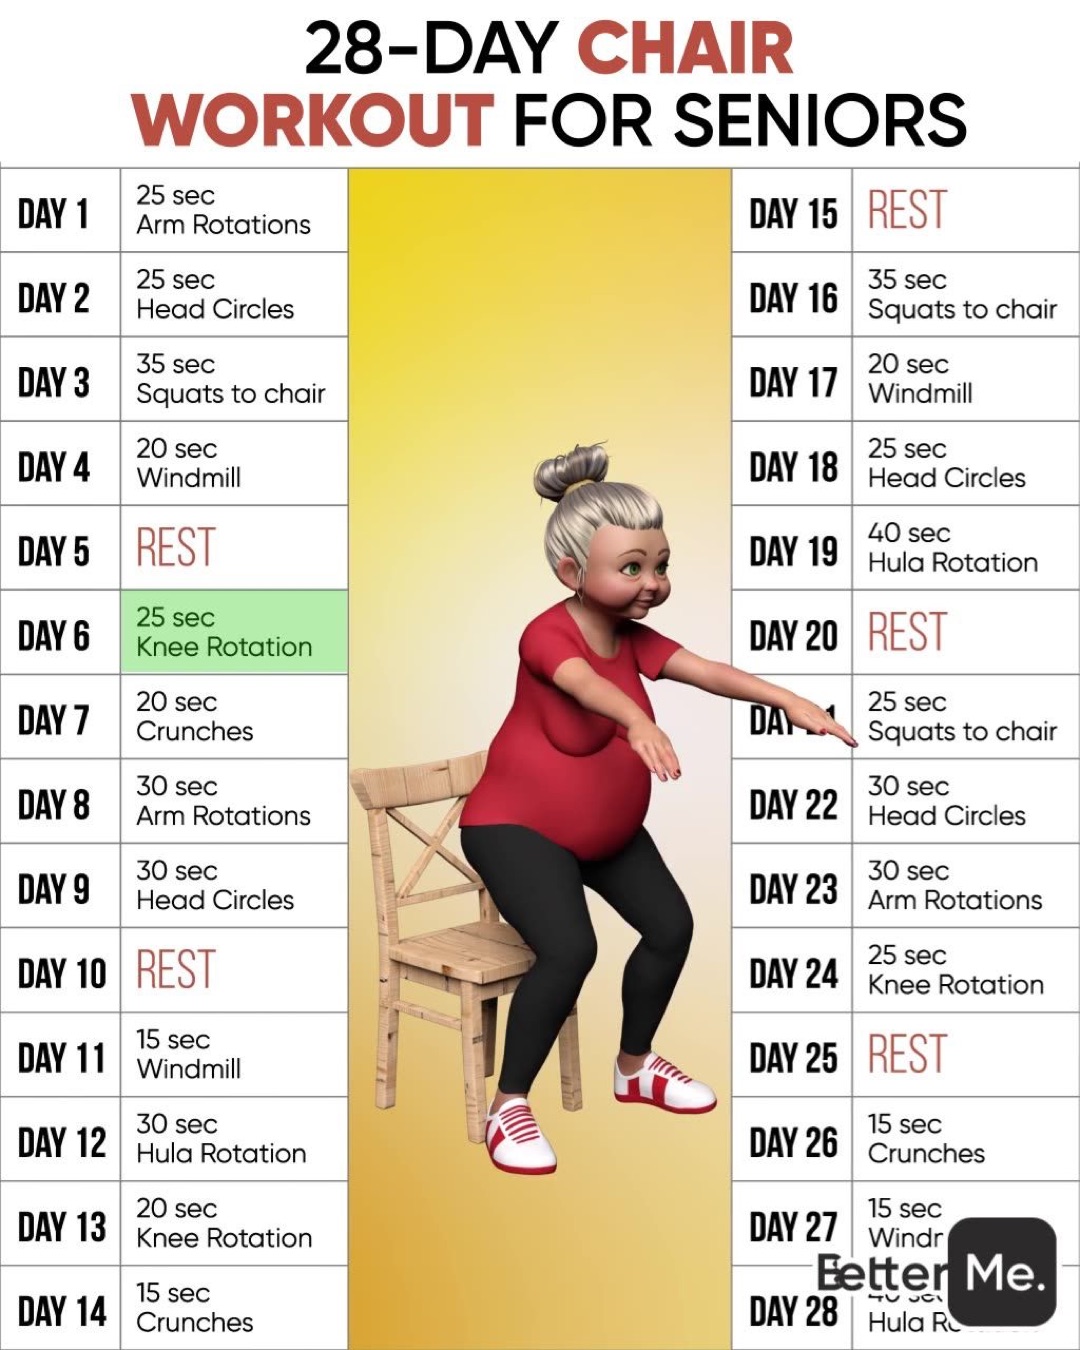 28-DAY CHAIR
WORKOUT FOR SENIORS
DAY 1
25 sec
Arm Rotations
DAY 2
25 sec
Head Circles
DAY 3
35 sec
Squats to chair
DAY 4
20 sec
Windmill
DAY 5
REST
DAY 6
25 sec
Knee Rotation
DAY 7
20 sec
Crunches
DAY 8
30 sec
Arm Rotations
DAY 9
30 sec
Head Circles
DAY 10
REST
DAY 11
15 sec
Windmill
DAY 12
30 sec
Hula Rotation
DAY 13
20 sec
Knee Rotation
DAY 14
15 sec
Crunches
DAY 15
REST
DAY 16
35 sec
Squats to chair
DAY 17
20 sec
Windmill
DAY 18
25 sec
Head Circles
DAY 19
40 sec
Hula Rotation
DAY 20
REST
25 sec
Squats to chair
DAY 22
30 sec
Head Circles
DAY 23
30 sec
Arm Rotations
DAY 24
25 sec
Knee Rotation
DAY 25
REST
DAY 26
15 sec
Crunches
DAY 27
15 sec
DAY 28
Hula
Better Me.